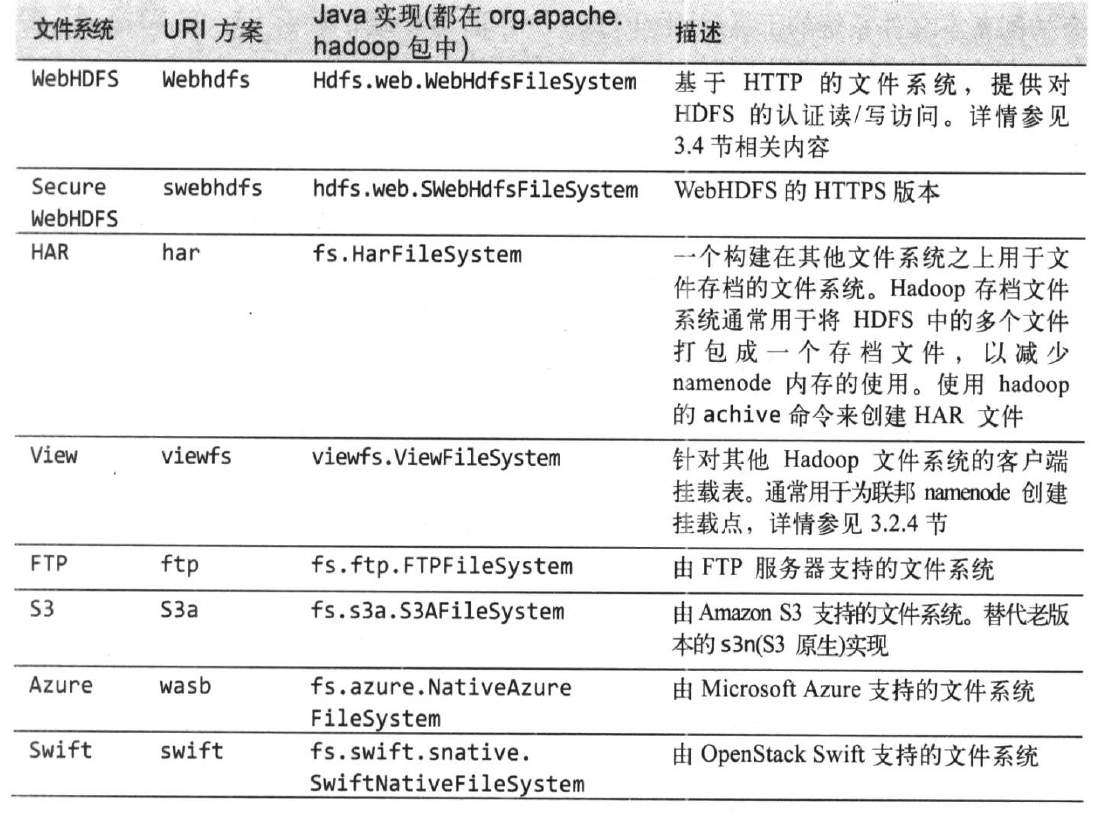 文件系统 URI 方案 Java 实现(都在 org.apache.
hadoop 包中) 描述
WebHDFS Webhdfs Hdfs.web.WebHdfsFileSystem 基于 HTTP 的文件系统，提供对
HDFS 的认证读/写访问。详情参见
3.4 节相关内容
Secure swebhdfs hdfs.web.SWebHdfsFileSystem WebHDFS 的 HTTPS 版本
WebHDFS
HAR har fs.HarFileSystem 一个构建在其他文件系统之上用于文
件存档的文件系统。Hadoop 存档文件
系统通常用于将 HDFS 中的多个文件
打包成一个存档文件，以减少
namenode 内存的使用。使用 hadoop
的 achive 命令来创建 HAR 文件
View viewfs viewfs.ViewFileSystem 针对其他 Hadoop 文件系统的客户端
挂载表。通常用于为联邦 namenode 创建
挂载点，详情参见 3.2.4 节
FTP ftp fs.ftp.FTPFileSystem 由 FTP 服务器支持的文件系统
S3 S3a fs.s3a.S3AFileSystem 由 Amazon S3 支持的文件系统。替代老版
本的 s3n(S3 原生)实现
Azure wasb fs.azure.NativeAzure 由 Microsoft Azure 支持的文件系统
FileSystem
Swift swift fs.swift.snative. 由 OpenStack Swift 支持的文件系统
SwiftNativeFileSystem